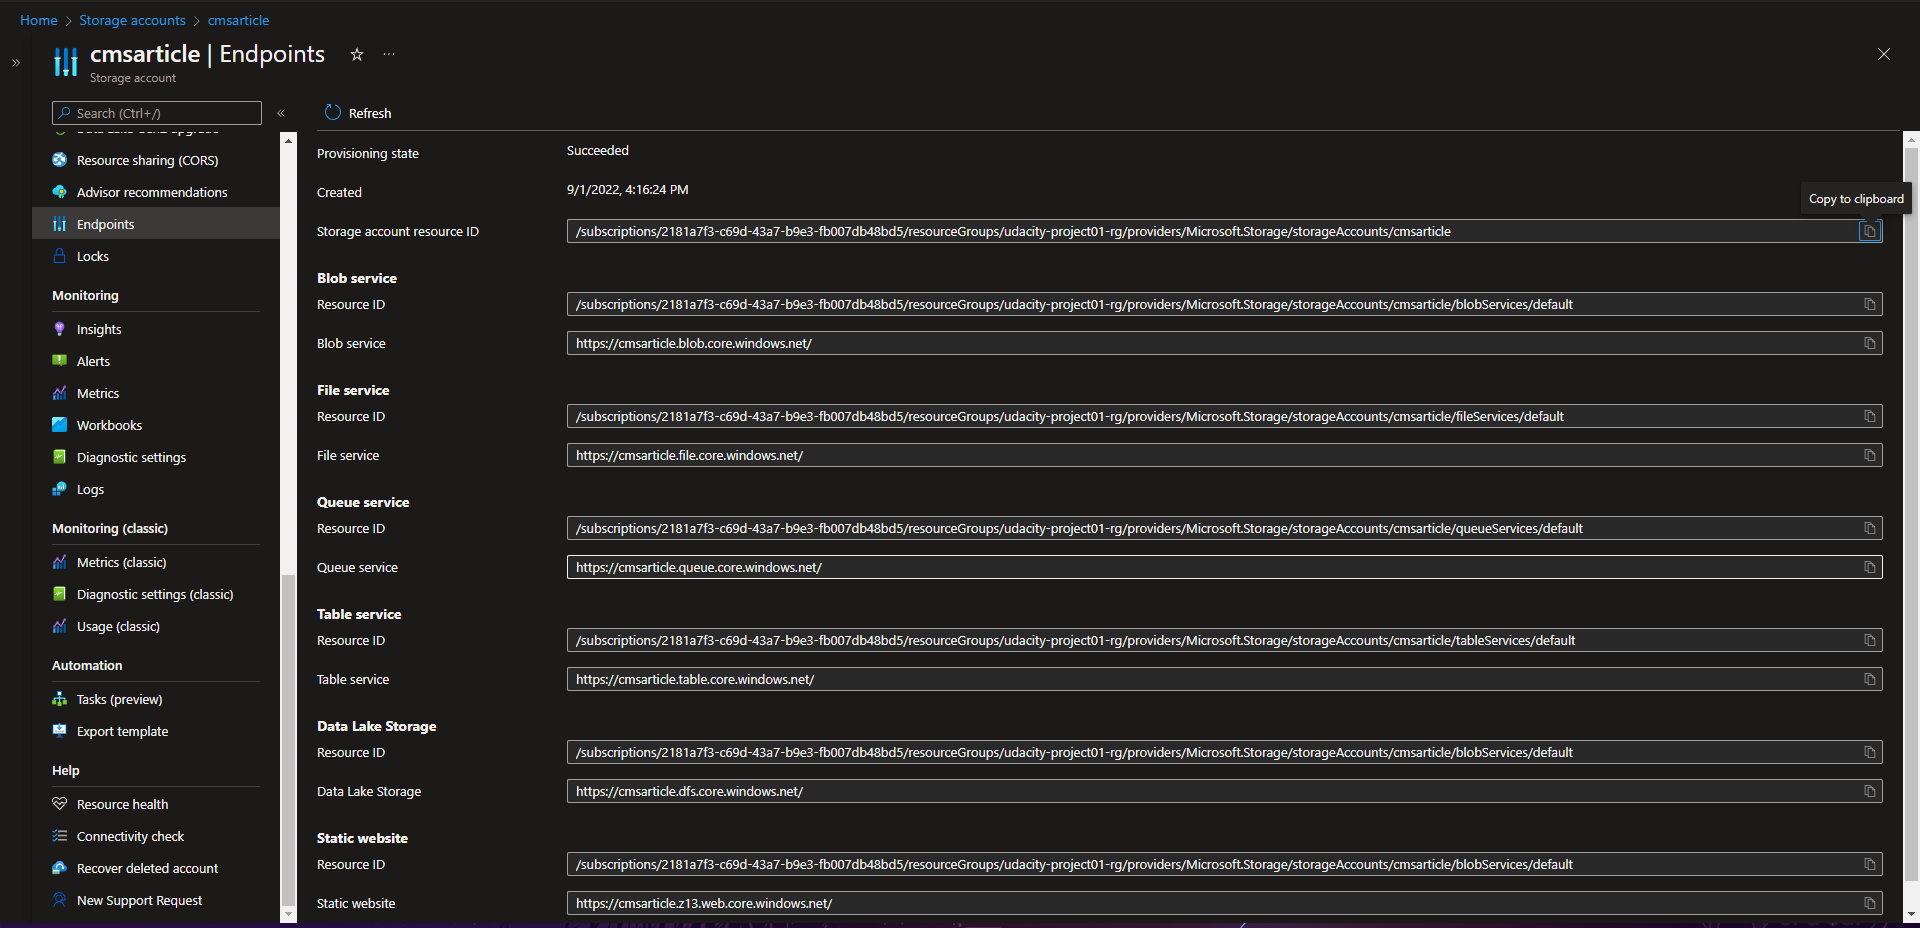 Home > Storage accounts > cmsarticle
cmsarticle | Endpoints
Storage account
Search (Ctrl+/)
Refresh
Resource sharing (CORS)
Advisor recommendations
Endpoints
Locks
Monitoring
Insights
Alerts
Metrics
Workbooks
Diagnostic settings
Logs
Monitoring (classic)
Metrics (classic)
Diagnostic settings (classic)
Usage (classic)
Automation
Tasks (preview)
Export template
Help
Resource health
Connectivity check
Recover deleted account
New Support Request
Provisioning state Succeeded
Created 9/1/2022, 4:16:24 PM
Copy to clipboard
Storage account resource ID /subscriptions/2181a7f3-c69d-43a7-b9e3-fb007db48bd5/resourceGroups/udacity-project01-rg/providers/Microsoft.Storage/storageAccounts/cmsarticle
Blob service
Resource ID /subscriptions/2181a7f3-c69d-43a7-b9e3-fb007db48bd5/resourceGroups/udacity-project01-rg/providers/Microsoft.Storage/storageAccounts/cmsarticle/blobServices/default
Blob service https://cmsarticle.blob.core.windows.net/
File service
Resource ID /subscriptions/2181a7f3-c69d-43a7-b9e3-fb007db48bd5/resourceGroups/udacity-project01-rg/providers/Microsoft.Storage/storageAccounts/cmsarticle/fileServices/default
File service https://cmsarticle.file.core.windows.net/
Queue service
Resource ID /subscriptions/2181a7f3-c69d-43a7-b9e3-fb007db48bd5/resourceGroups/udacity-project01-rg/providers/Microsoft.Storage/storageAccounts/cmsarticle/queueServices/default
Queue service https://cmsarticle.queue.core.windows.net/
Table service
Resource ID /subscriptions/2181a7f3-c69d-43a7-b9e3-fb007db48bd5/resourceGroups/udacity-project01-rg/providers/Microsoft.Storage/storageAccounts/cmsarticle/tableServices/default
Table service https://cmsarticle.table.core.windows.net/
Data Lake Storage
Resource ID /subscriptions/2181a7f3-c69d-43a7-b9e3-fb007db48bd5/resourceGroups/udacity-project01-rg/providers/Microsoft.Storage/storageAccounts/cmsarticle/blobServices/default
Data Lake Storage https://cmsarticle.dfs.core.windows.net/
Static website
Resource ID /subscriptions/2181a7f3-c69d-43a7-b9e3-fb007db48bd5/resourceGroups/udacity-project01-rg/providers/Microsoft.Storage/storageAccounts/cmsarticle/blobServices/default
Static website https://cmsarticle.z13.web.core.windows.net/